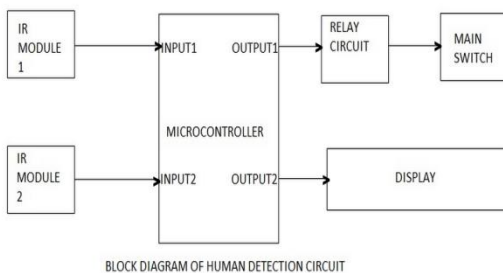 IR
MODULE
1
INPUT1
OUTPUT1
RELAY
CIRCUIT
MAIN
SWITCH
MICROCONTROLLER
IR
MODULE
2
INPUT2
OUTPUT2
DISPLAY
BLOCK DIAGRAM OF HUMAN DETECTION CIRCUIT